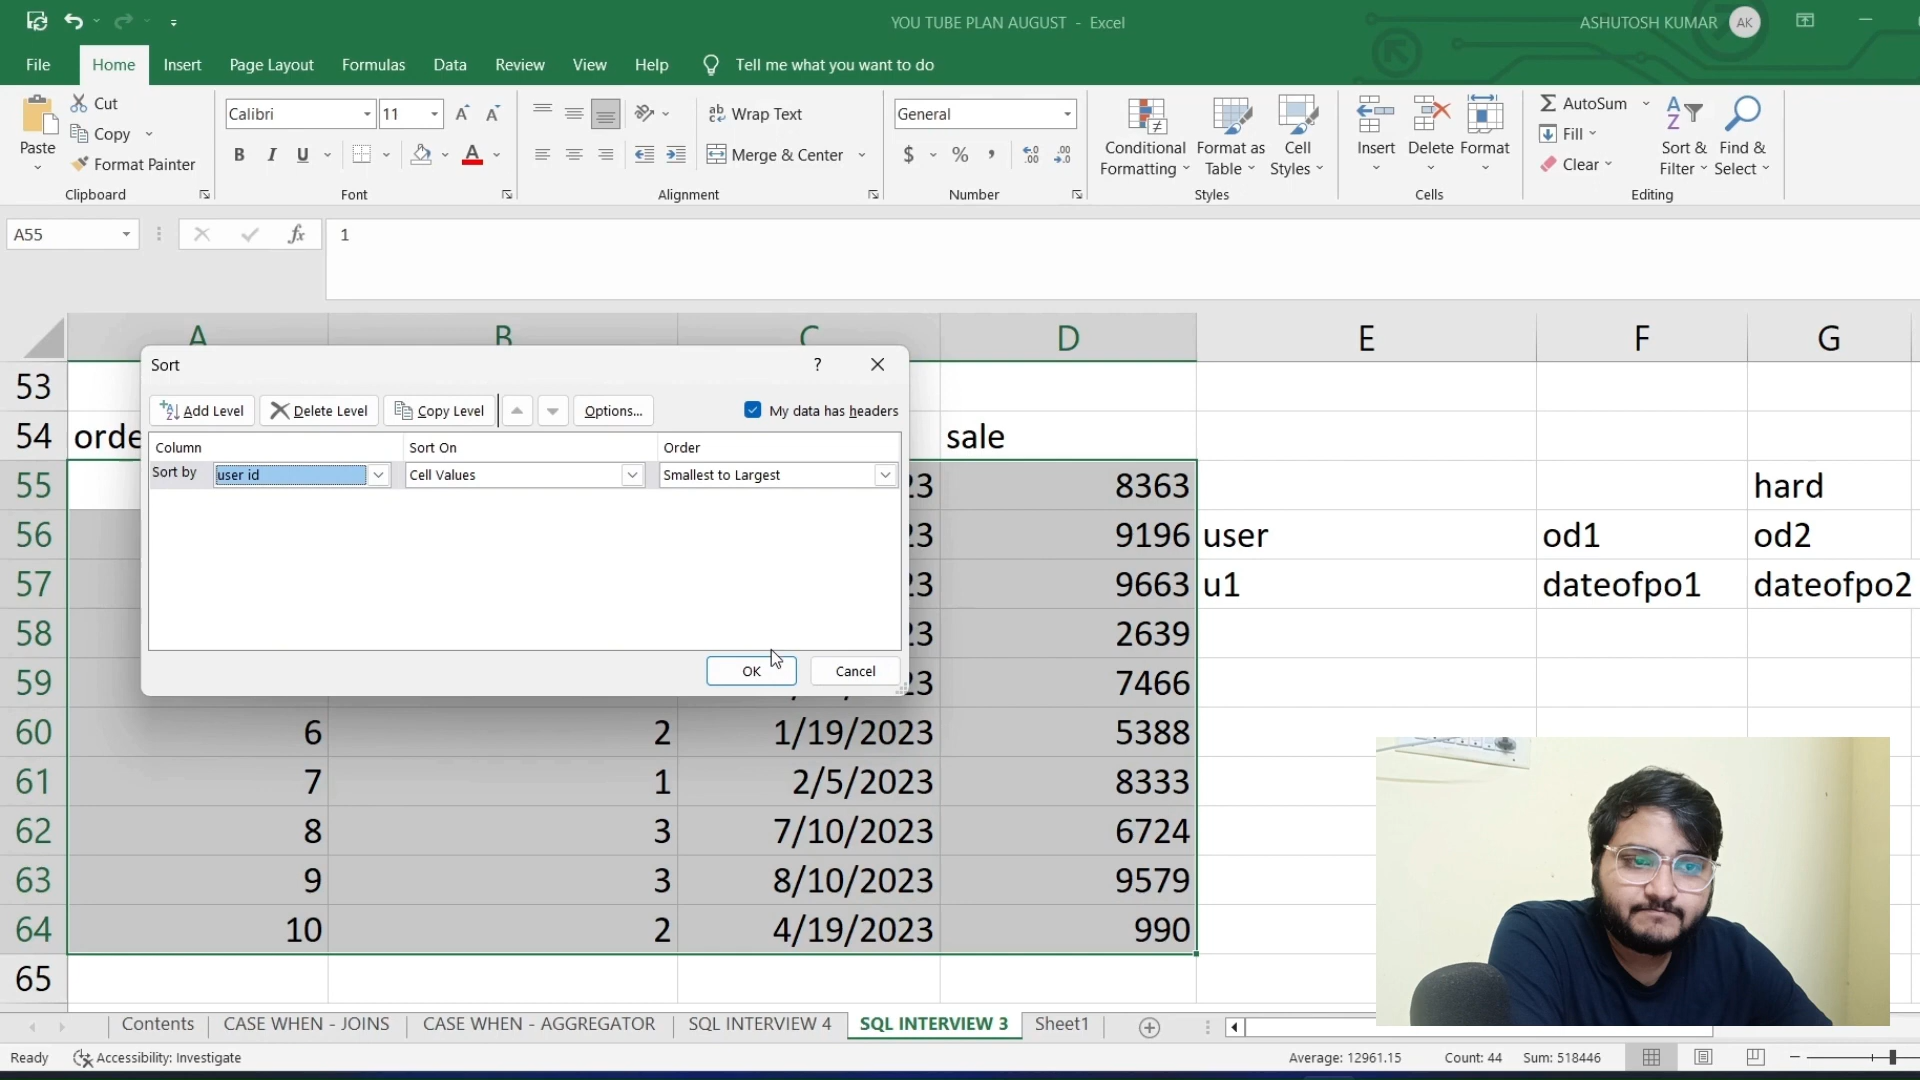 YOU TUBE PLAN AUGUST - Excel
ASHUTOSH KUMAR AK
File Home Insert Page Layout Formulas Data Review View Help Tell me what you want to do
Paste
Cut
Copy
Format Painter
Clipboard
Calibri 11
B I U A
Font
Wrap Text
Merge & Center
Alignment
General
$ % ,
Number
Conditional Formatting
Format as Table
Cell Styles
Styles
Insert Delete Format
Cells
AutoSum
Fill
Clear
Sort & Filter
Find & Select
Editing
A55 fx 1
A B C D E F G
Sort ?
Add Level Delete Level Copy Level Options... My data has headers
Column Sort On Order
Sort by user id Cell Values Smallest to Largest
OK Cancel
53
54 orde sale
55 23 8363 hard
56 23 9196 user od1 od2
57 23 9663 u1 dateofpo1 dateofpo2
58 23 2639
59 23 7466
60 6 2 1/19/2023 5388
61 7 1 2/5/2023 8333
62 8 3 7/10/2023 6724
63 9 3 8/10/2023 9579
64 10 2 4/19/2023 990
65
Contents CASE WHEN - JOINS CASE WHEN - AGGREGATOR SQL INTERVIEW 4 SQL INTERVIEW 3 Sheet1
Ready Accessibility: Investigate Average: 12961.15 Count: 44 Sum: 518446